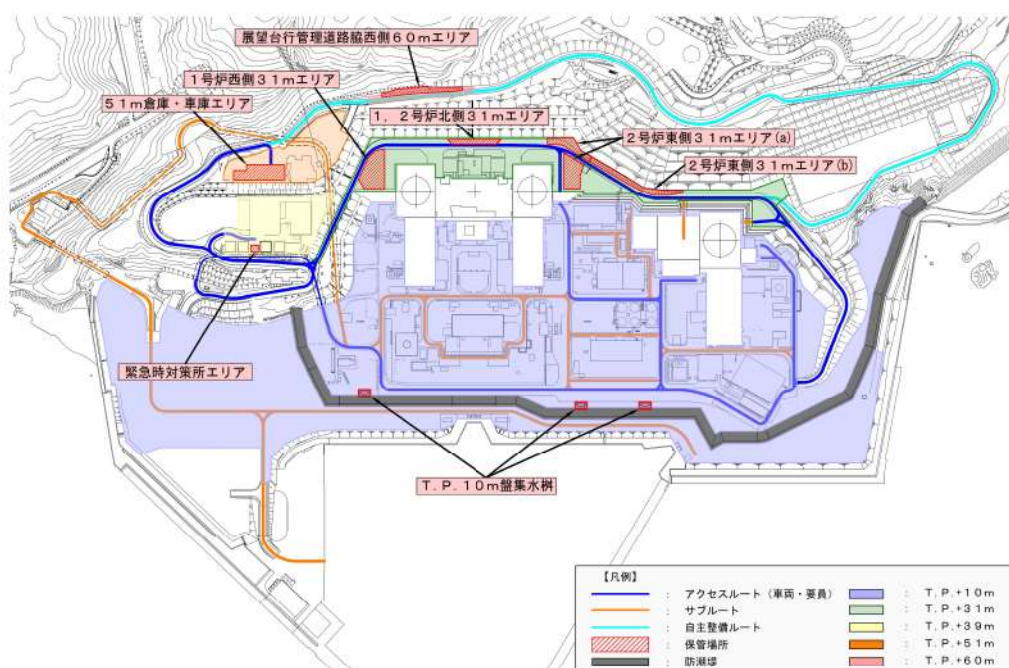 展望台行管理道路脇西側60mエリア
1号炉西側31mエリア
51m倉庫・車庫エリア
1,2号炉北側31mエリア
2号炉東側31mエリア(a)
2号炉東側31mエリア(b)
緊急時対策所エリア
T.P.10m盤集水桝
【凡例】
: アクセスルート(車両・要員)
: サブルート
: 自主整備ルート
: 保管場所
: 防潮堤
: T.P.+10m
: T.P.+31m
: T.P.+39m
: T.P.+51m
: T.P.+60m